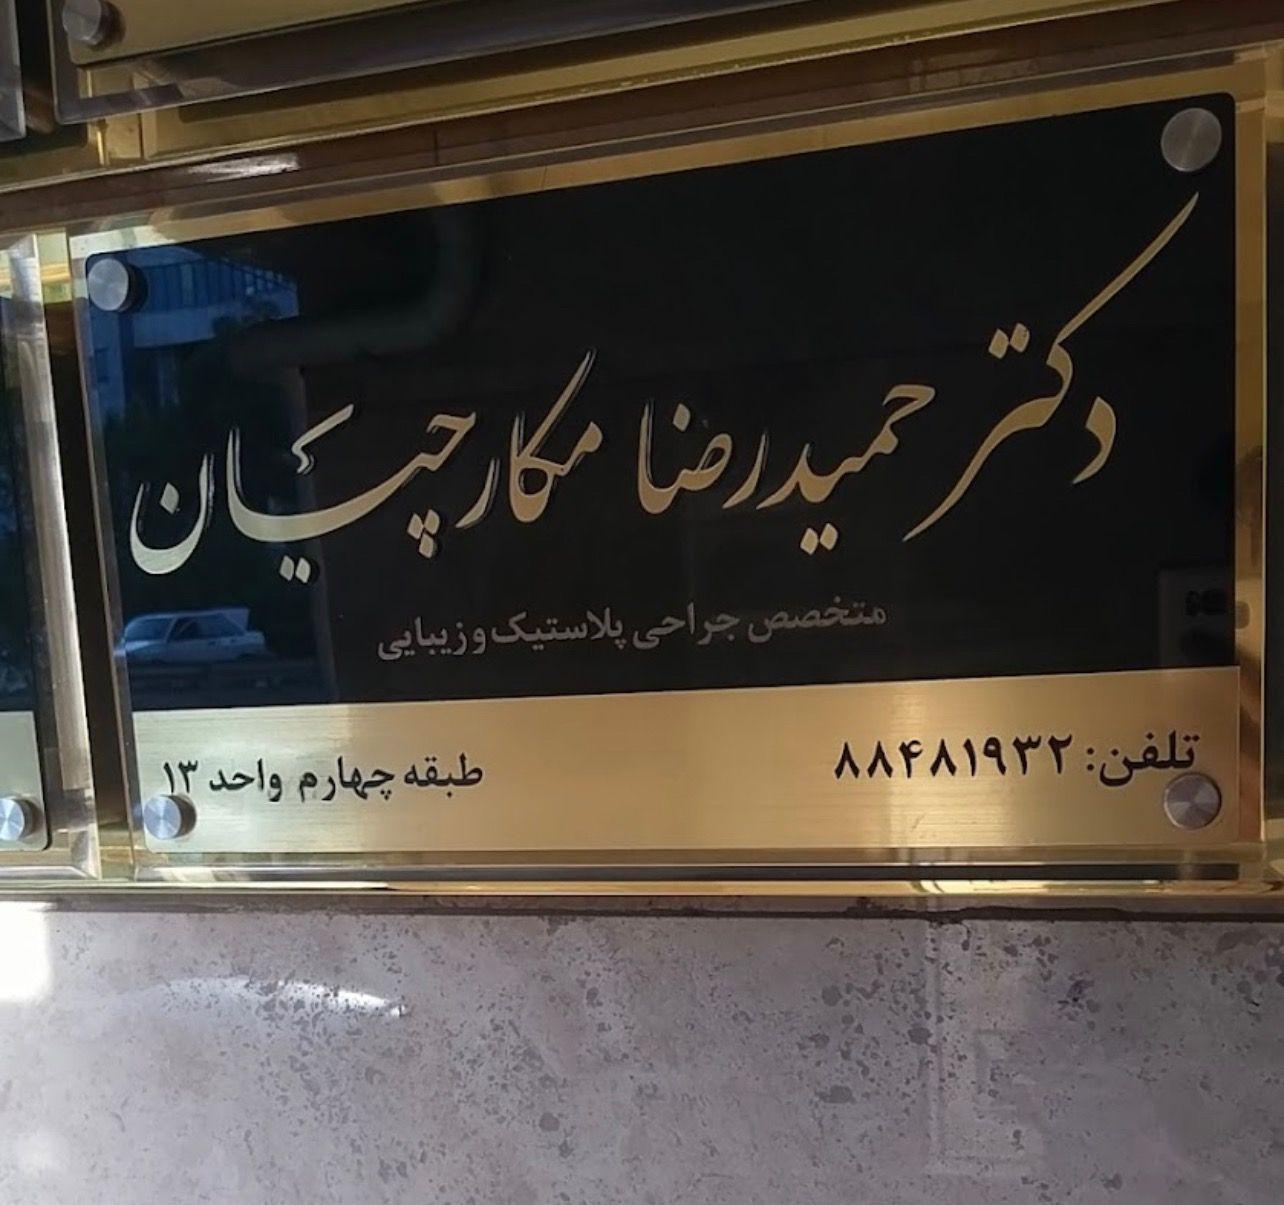 دکتر حمیدرضا مکارچیان
متخصص جراحی پلاستیک و زیبایی
تلفن: ۸۸۴۸۱۹۳۲
طبقه چهارم واحد ۱۳